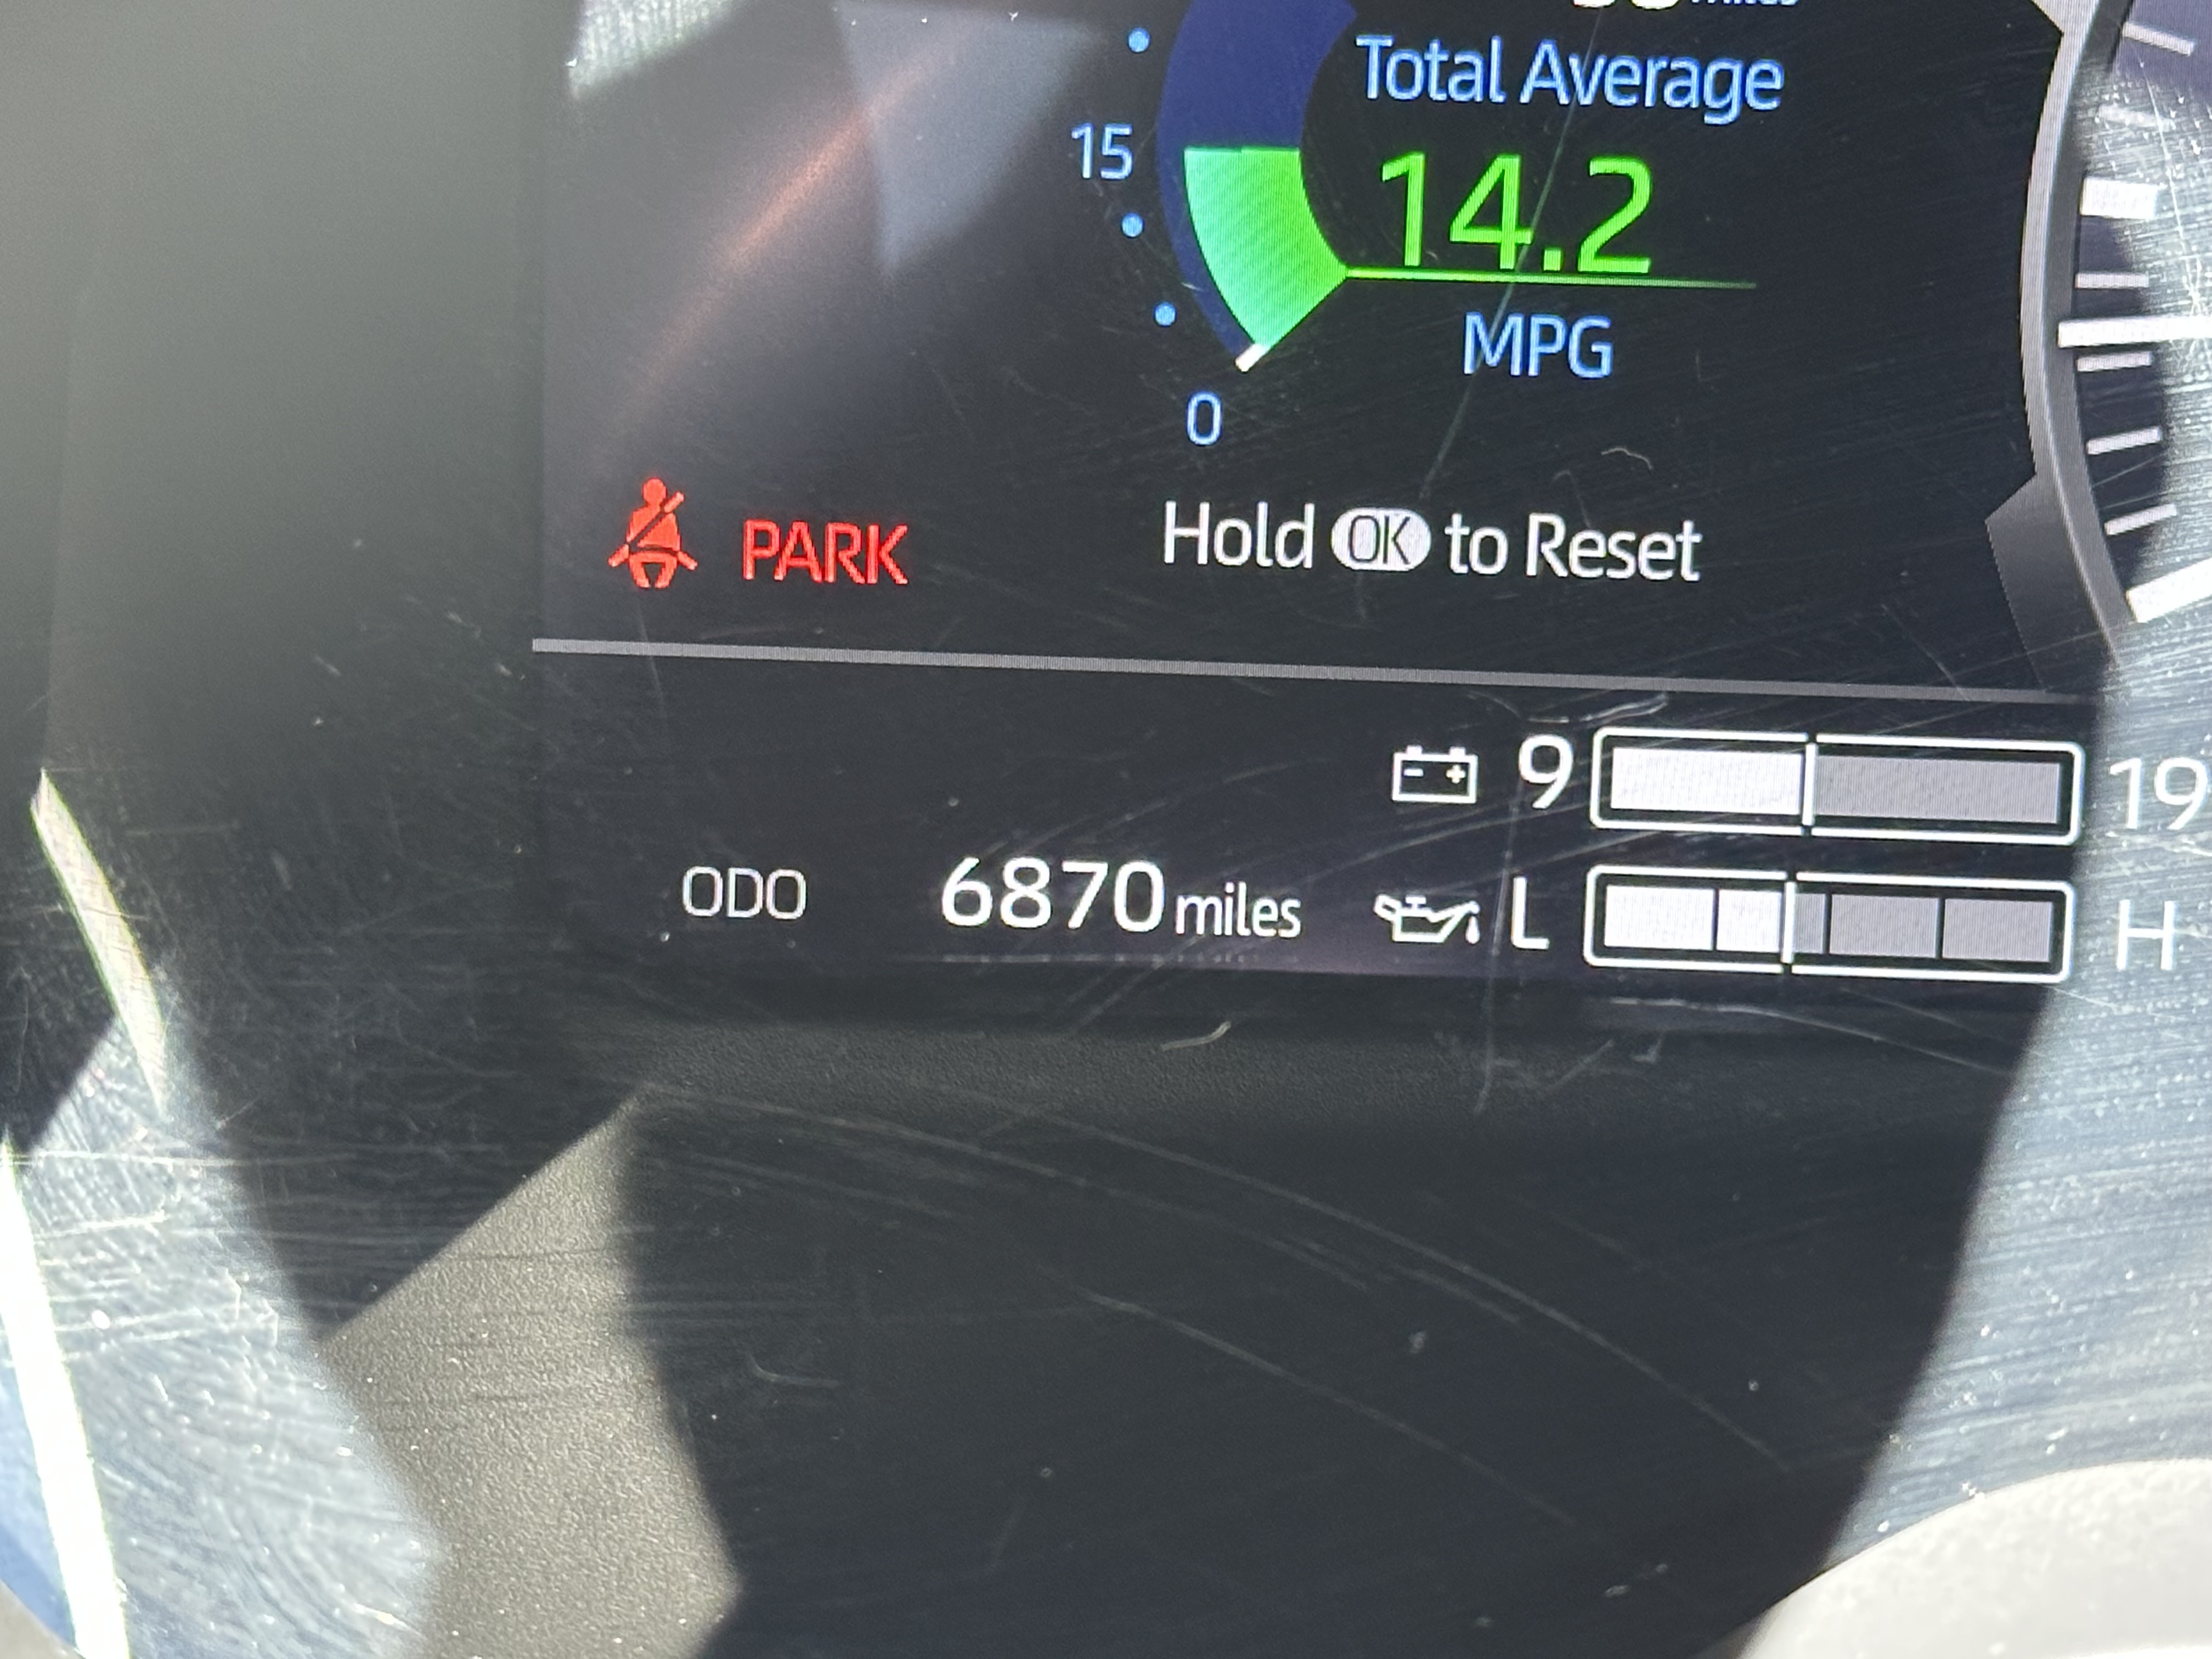 Total Average
15
14.2
MPG
0
PARK
Hold OK to Reset
9 19
ODO 6870 miles L H